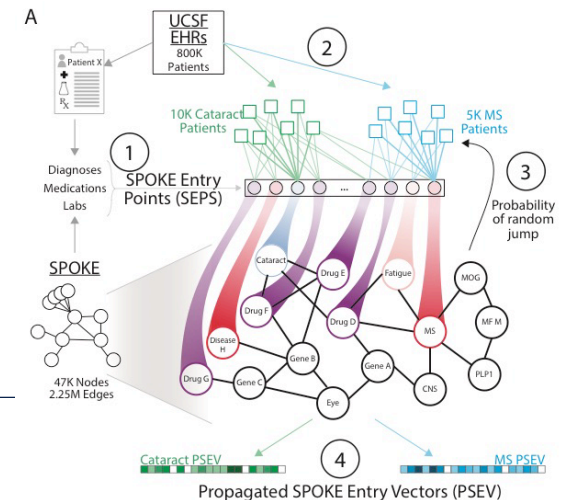 A
UCSF
EHRs
800K
Patients
Patient X
Rx
2
10K Cataract
Patients
5K MS
Patients
1
Diagnoses
Medications
Labs
SPOKE Entry
Points (SEPS)
...
3
Probability
of random
jump
SPOKE
47K Nodes
2.25M Edges
Cataract
Drug E
Fatigue
MOG
Drug F
Drug D
MS
MF M
Disease
H
Gene B
Gene A
PLP1
Drug G
Gene C
CNS
Eye
4
Cataract PSEV
MS PSEV
Propagated SPOKE Entry Vectors (PSEV)